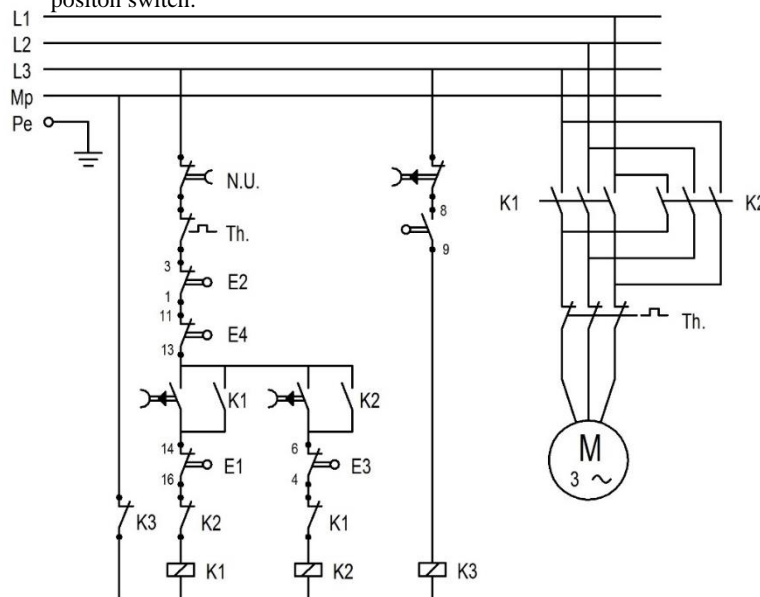 positon switch.
L1
L2
L3
Mp
Pe
N.U.
Th.
3
E2
1
11
E4
13
K1
K2
14
E1
16
6
E3
4
K3
K2
K1
K1
K2
K3
8
9
K1
K2
Th.
M
3 ~